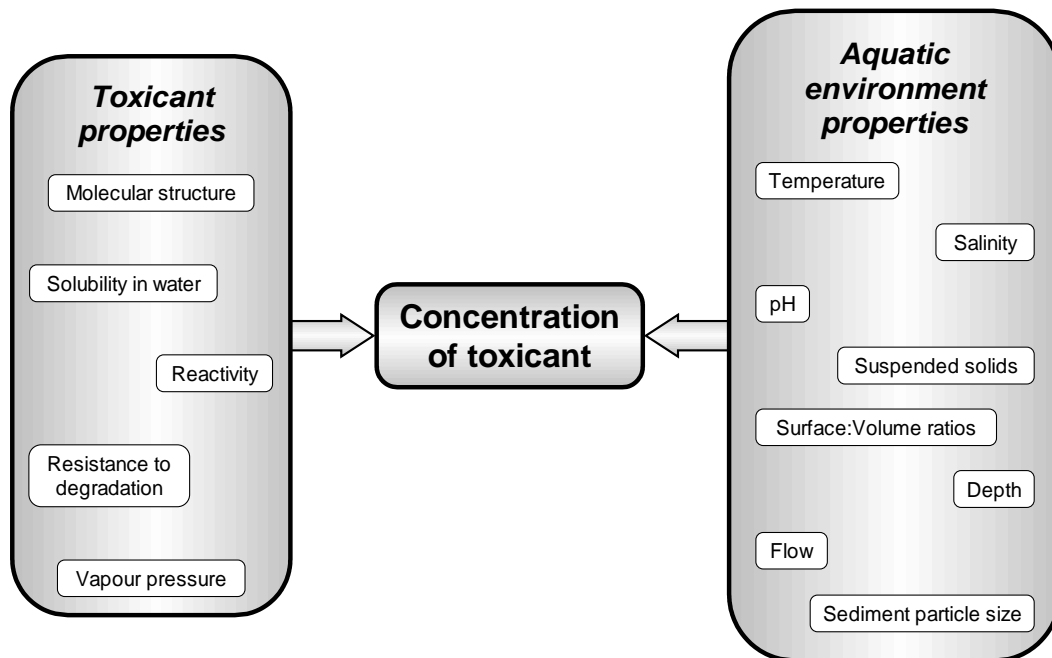 Toxicant
properties
Molecular structure
Solubility in water
Reactivity
Resistance to
degradation
Vapour pressure
Concentration
of toxicant
Aquatic
environment
properties
Temperature
Salinity
pH
Suspended solids
Surface:Volume ratios
Depth
Flow
Sediment particle size